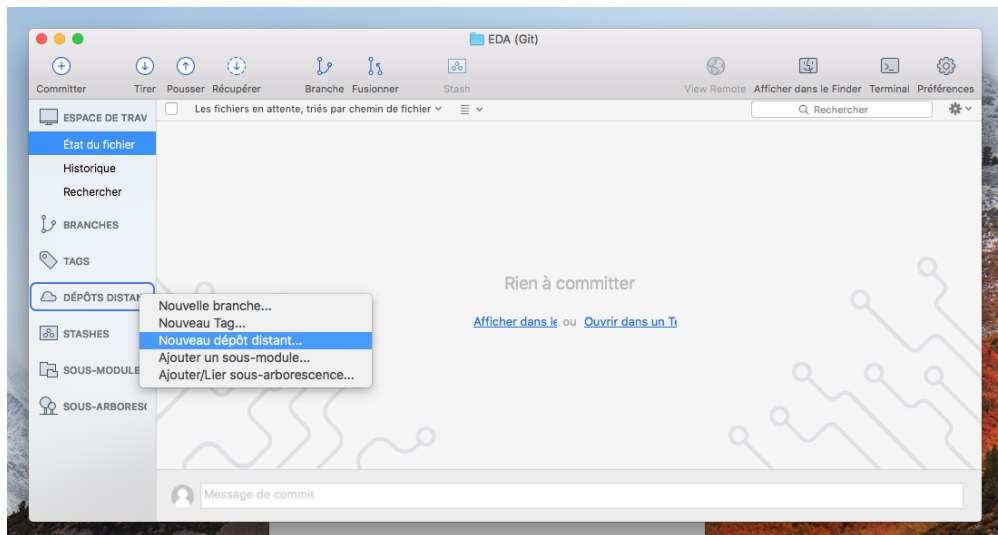 EDA (Git)
Committer Tirer Pousser Récupérer Branche Fusionner Stash View Remote Afficher dans le Finder Terminal Préférences
Les fichiers en attente, triés par chemin de fichier
Rechercher
ESPACE DE TRAV
État du fichier
Historique
Rechercher
BRANCHES
TAGS
DÉPÔTS DISTAN
STASHES
SOUS-MODULE
SOUS-ARBORES
Nouvelle branche...
Nouveau Tag...
Nouveau dépôt distant...
Ajouter un sous-module...
Ajouter/Lier sous-arborescence...
Rien à committer
Afficher dans le ou Ouvrir dans un Te
Message de commit